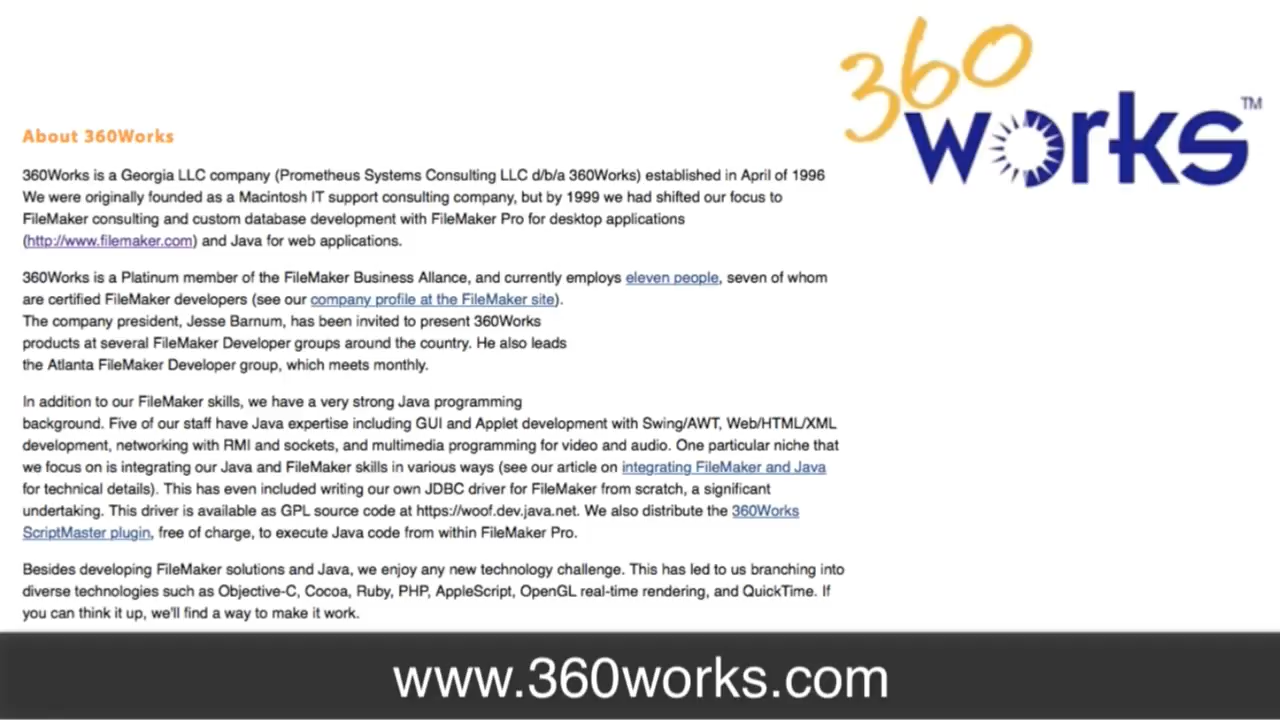 360
works™
About 360Works
360Works is a Georgia LLC company (Prometheus Systems Consulting LLC d/b/a 360Works) established in April of 1996
We were originally founded as a Macintosh IT support consulting company, but by 1999 we had shifted our focus to
FileMaker consulting and custom database development with FileMaker Pro for desktop applications
(http://www.filemaker.com) and Java for web applications.
360Works is a Platinum member of the FileMaker Business Allance, and currently employs eleven people, seven of whom
are certified FileMaker developers (see our company profile at the FileMaker site).
The company president, Jesse Barnum, has been invited to present 360Works
products at several FileMaker Developer groups around the country. He also leads
the Atlanta FileMaker Developer group, which meets monthly.
In addition to our FileMaker skills, we have a very strong Java programming
background. Five of our staff have Java expertise including GUI and Applet development with Swing/AWT, Web/HTML/XML
development, networking with RMI and sockets, and multimedia programming for video and audio. One particular niche that
we focus on is integrating our Java and FileMaker skills in various ways (see our article on integrating FileMaker and Java
for technical details). This has even included writing our own JDBC driver for FileMaker from scratch, a significant
undertaking. This driver is available as GPL source code at https://woof.dev.java.net. We also distribute the 360Works
ScriptMaster plugin, free of charge, to execute Java code from within FileMaker Pro.
Besides developing FileMaker solutions and Java, we enjoy any new technology challenge. This has led to us branching into
diverse technologies such as Objective-C, Cocoa, Ruby, PHP, AppleScript, OpenGL real-time rendering, and QuickTime. If
you can think it up, we'll find a way to make it work.
www.360works.com